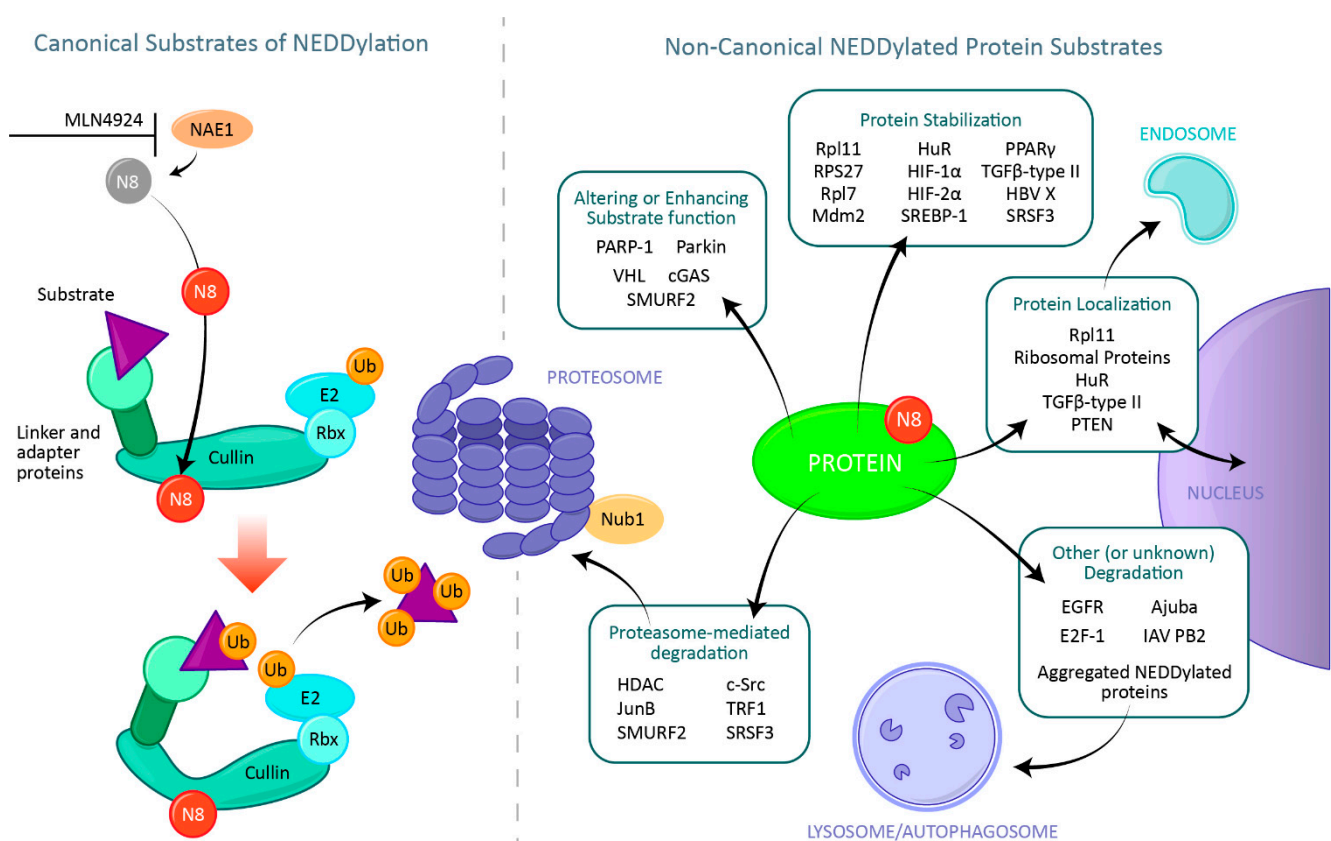 Canonical Substrates of NEDDylation
MLN4924
NAE1
N8
N8
Substrate
Ub
E2
Rbx
Linker and
adapter
proteins
Cullin
N8
Ub
Ub
Ub
Ub
Ub
E2
Rbx
Cullin
N8
Non-Canonical NEDDylated Protein Substrates
Protein Stabilization
Rpl11 HuR PPARγ
RPS27 HIF-1α TGFβ-type II
Rpl7 HIF-2α HBV X
Mdm2 SREBP-1 SRSF3
ENDOSOME
Altering or Enhancing
Substrate function
PARP-1 Parkin
VHL cGAS
SMURF2
Protein Localization
Rpl11
Ribosomal Proteins
HuR
TGFβ-type II
PTEN
PROTEOSOME
N8
PROTEIN
NUCLEUS
Nub1
Other (or unknown)
Degradation
EGFR Ajuba
E2F-1 IAV PB2
Aggregated NEDDylated
proteins
Proteasome-mediated
degradation
HDAC c-Src
JunB TRF1
SMURF2 SRSF3
LYSOSOME/AUTOPHAGOSOME